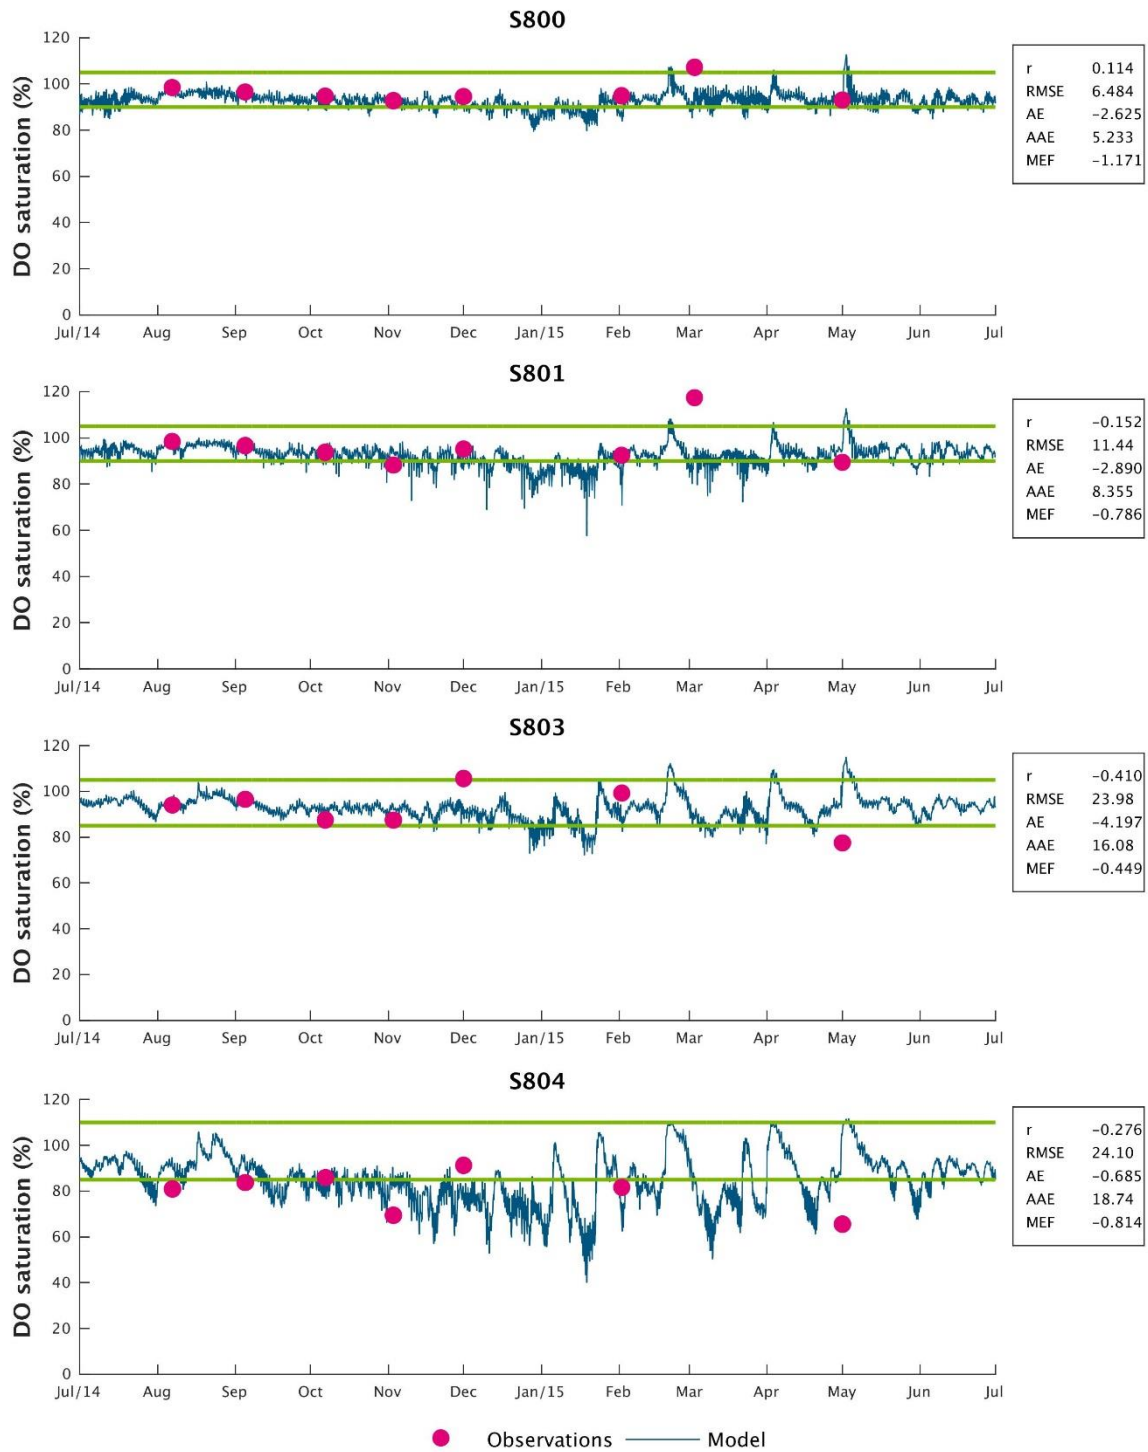 S800
DO saturation (%)
120
100
80
60
40
20
0
Jul/14 Aug Sep Oct Nov Dec Jan/15 Feb Mar Apr May Jun Jul
r 0.114
RMSE 6.484
AE −2.625
AAE 5.233
MEF −1.171
S801
DO saturation (%)
120
100
80
60
40
20
0
Jul/14 Aug Sep Oct Nov Dec Jan/15 Feb Mar Apr May Jun Jul
r −0.152
RMSE 11.44
AE −2.890
AAE 8.355
MEF −0.786
S803
DO saturation (%)
120
100
80
60
40
20
0
Jul/14 Aug Sep Oct Nov Dec Jan/15 Feb Mar Apr May Jun Jul
r −0.410
RMSE 23.98
AE −4.197
AAE 16.08
MEF −0.449
S804
DO saturation (%)
120
100
80
60
40
20
0
Jul/14 Aug Sep Oct Nov Dec Jan/15 Feb Mar Apr May Jun Jul
r −0.276
RMSE 24.10
AE −0.685
AAE 18.74
MEF −0.814
Observations Model